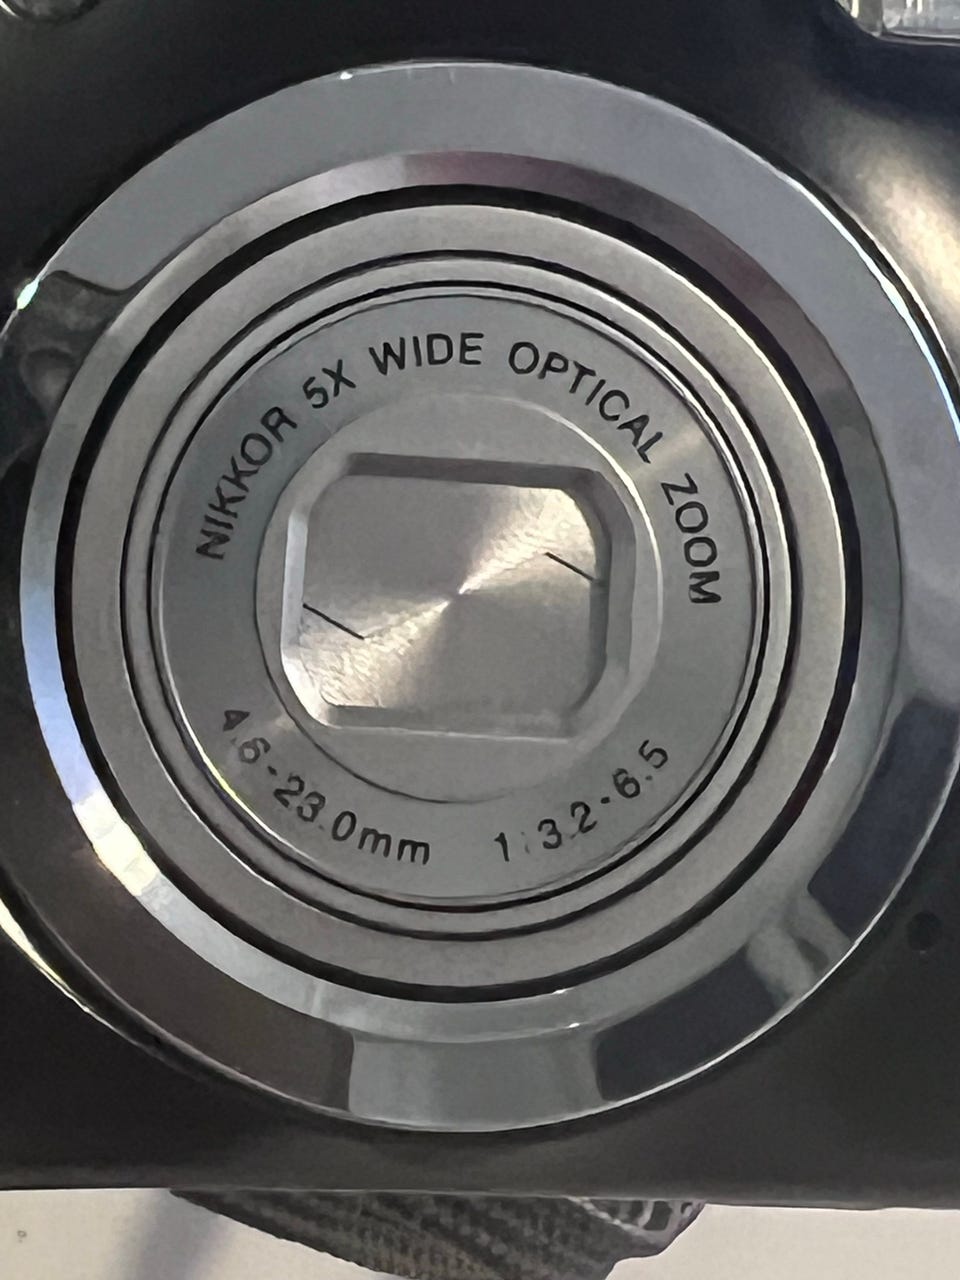 NIKKOR 5X WIDE OPTICAL ZOOM
4.6-23.0mm 1:3.2-6.5